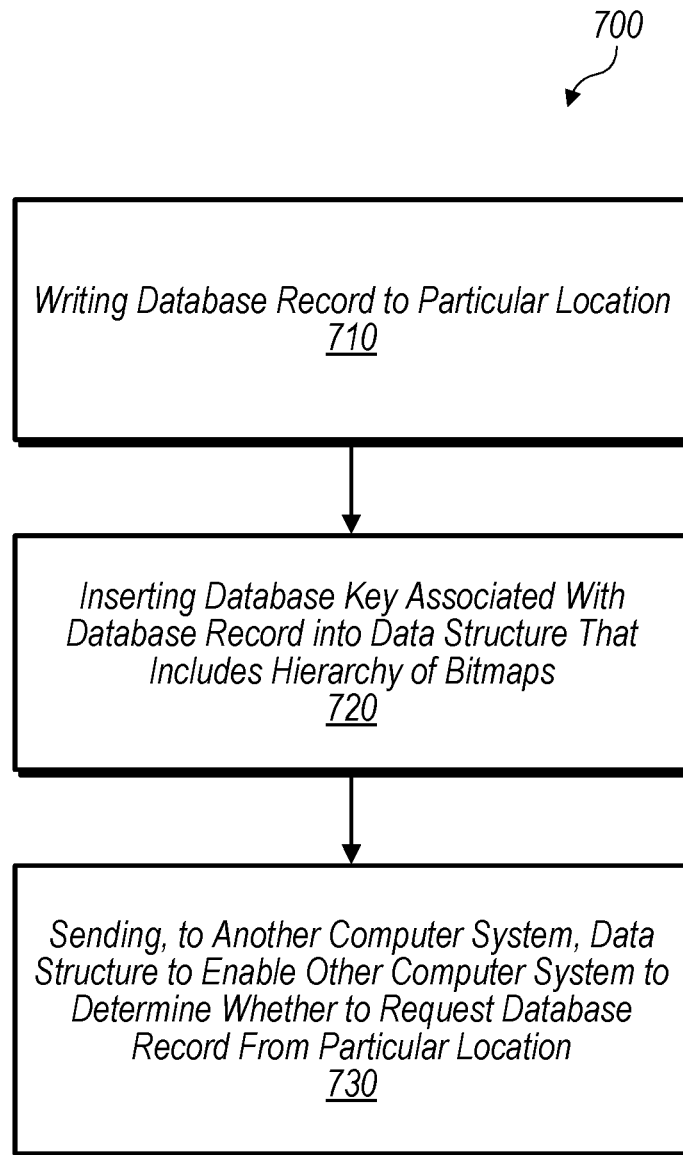 700
Writing Database Record to Particular Location
710
Inserting Database Key Associated With
Database Record into Data Structure That
Includes Hierarchy of Bitmaps
720
Sending, to Another Computer System, Data
Structure to Enable Other Computer System to
Determine Whether to Request Database
Record From Particular Location
730